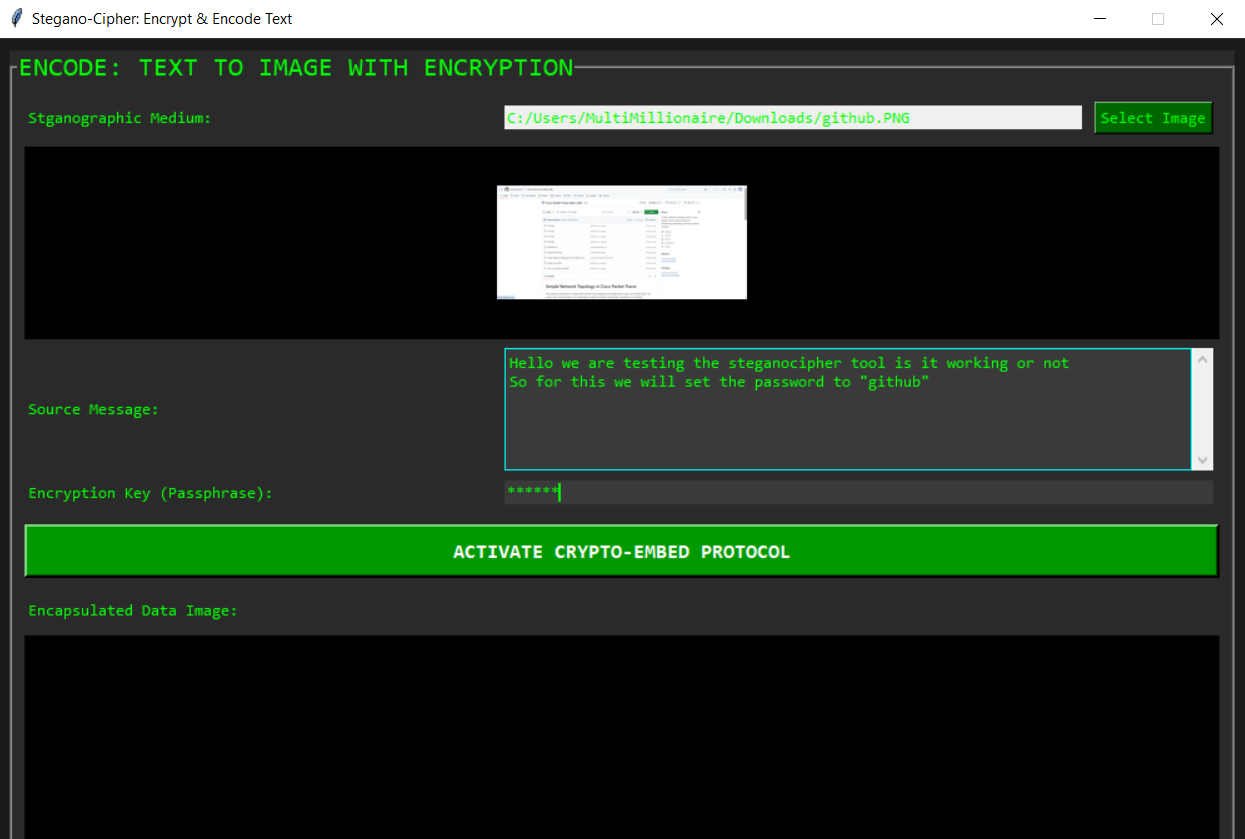 Stegano-Cipher: Encrypt & Encode Text
ENCODE: TEXT TO IMAGE WITH ENCRYPTION
Stganographic Medium:
C:/Users/MultiMillionaire/Downloads/github.PNG
Select Image
Simple Network Topology in Cisco Packet Tracer
Hello we are testing the steganocipher tool is it working or not
So for this we will set the password to "github"
Source Message:
Encryption Key (Passphrase):
******
ACTIVATE CRYPTO-EMBED PROTOCOL
Encapsulated Data Image: